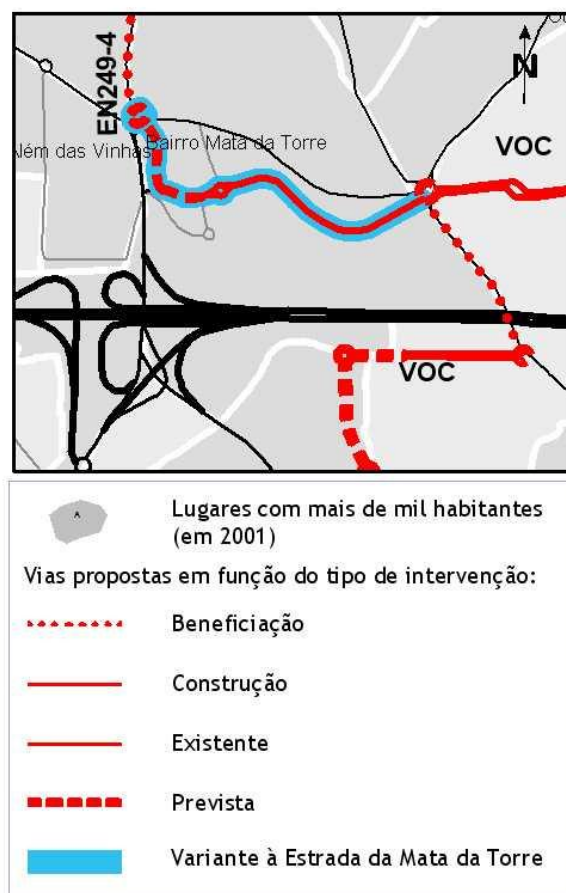 EN249-4
N
Além das Vinhas
Bairro Mata da Torre
VOC
VOC
A
Lugares com mais de mil habitantes
(em 2001)
Vias propostas em função do tipo de intervenção:
Beneficiação
Construção
Existente
Prevista
Variante à Estrada da Mata da Torre